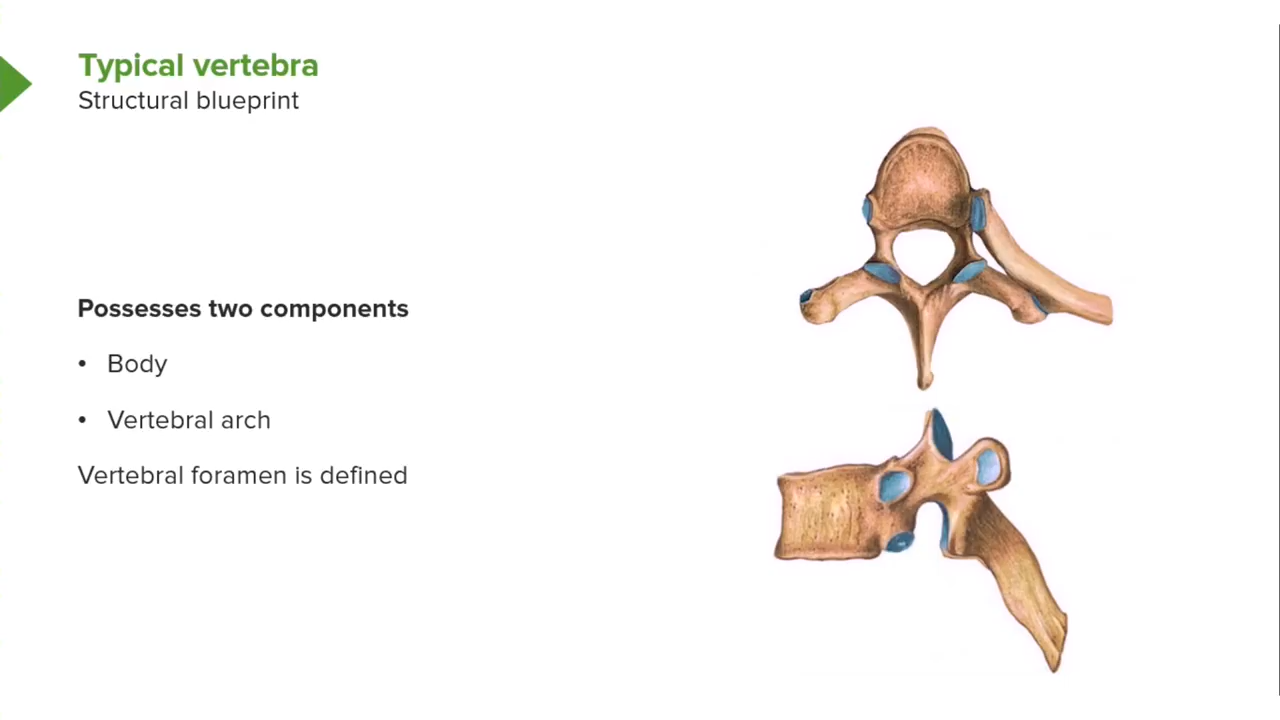 Typical vertebra
Structural blueprint
Possesses two components
• Body
• Vertebral arch
Vertebral foramen is defined